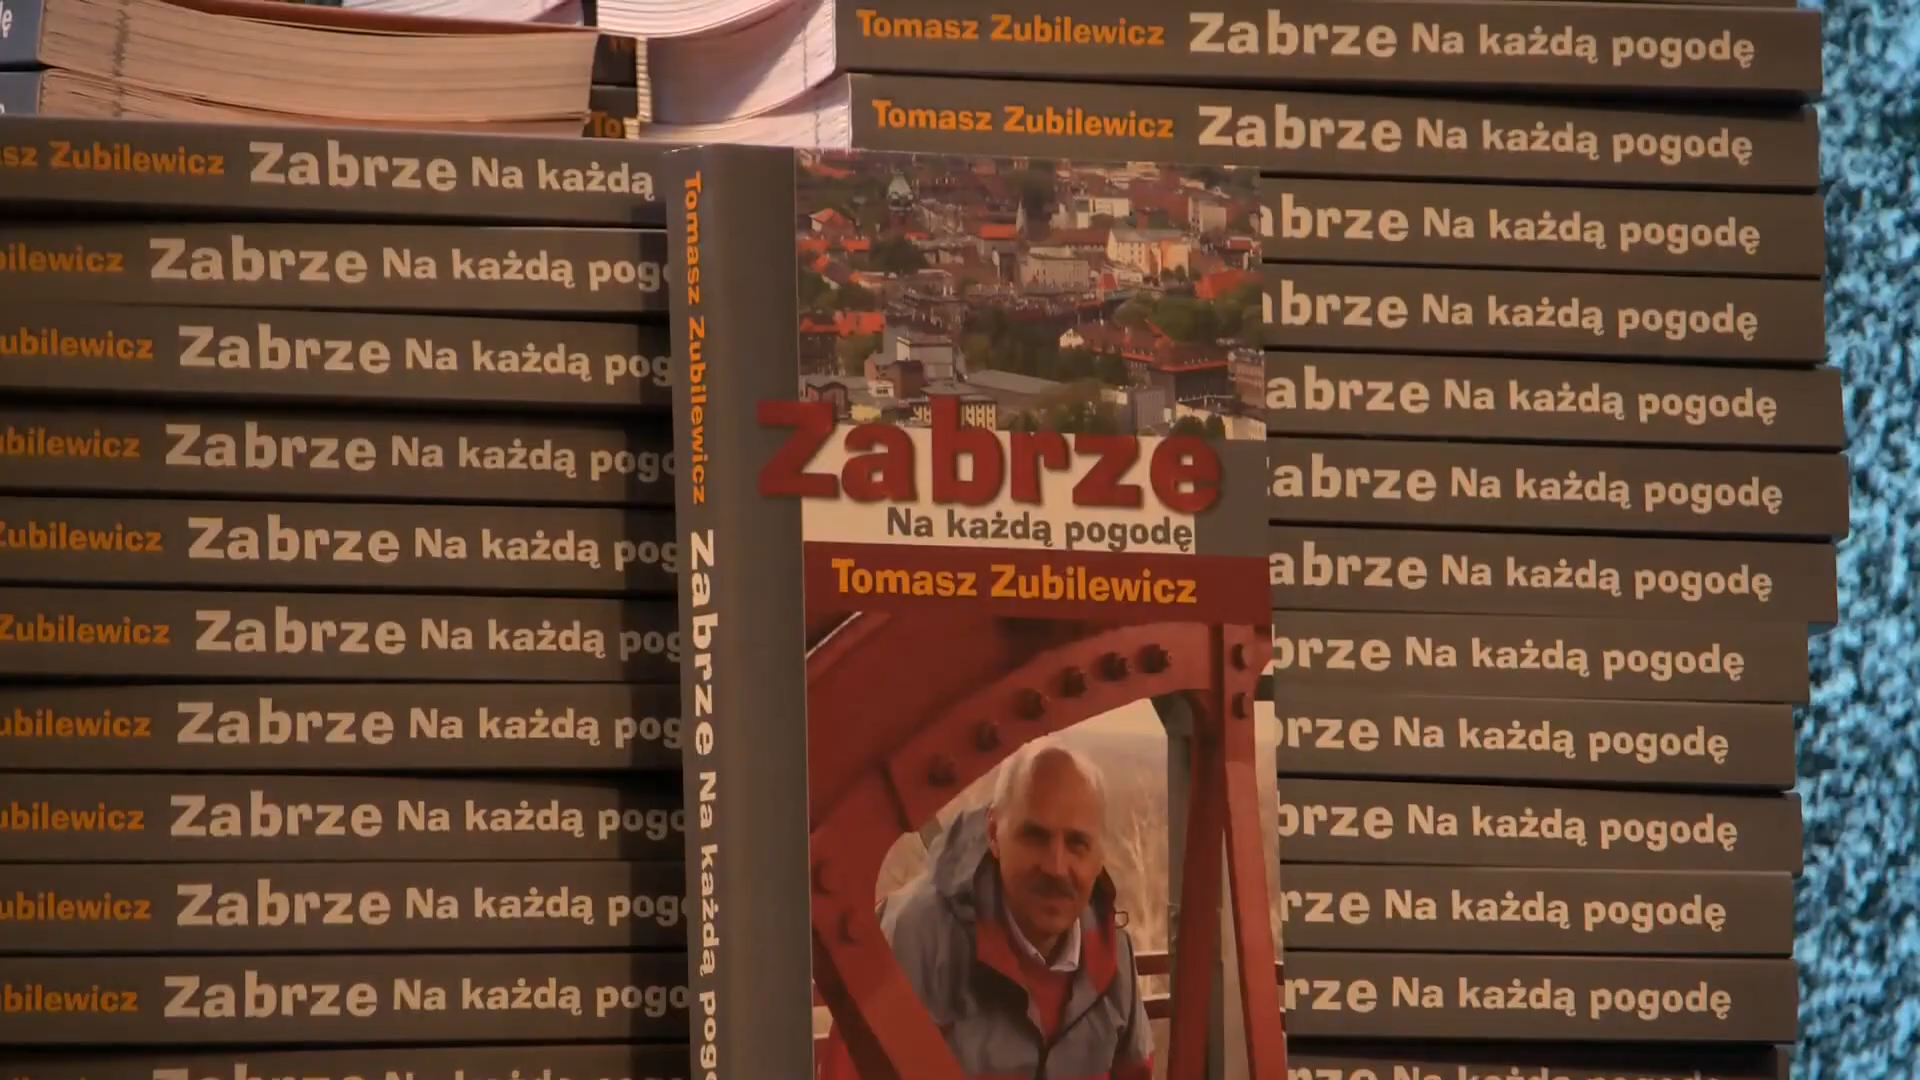 Tomasz Zubilewicz Zabrze Na każdą pogodę
Tomasz Zubilewicz Zabrze Na każdą pogodę
Zubilewicz Zabrze Na każdą
Zabrze Na każdą
Zabrze Na każdą
Zabrze Na każdą
Zubilewicz Zabrze Na każdą
Zubilewicz Zabrze Na każdą
Zabrze Na każdą
Zabrze Na każdą
Zabrze Na każdą
Zabrze Na każdą
Tomasz Zubilewicz Zabrze Na każdą
Zabrze
Na każdą pogodę
Tomasz Zubilewicz
Na każdą pogodę
Na każdą pogodę
Na każdą pogodę
Na każdą pogodę
Na każdą pogodę
Na każdą pogodę
Na każdą pogodę
Na każdą pogodę
Na każdą pogodę
Na każdą pogodę